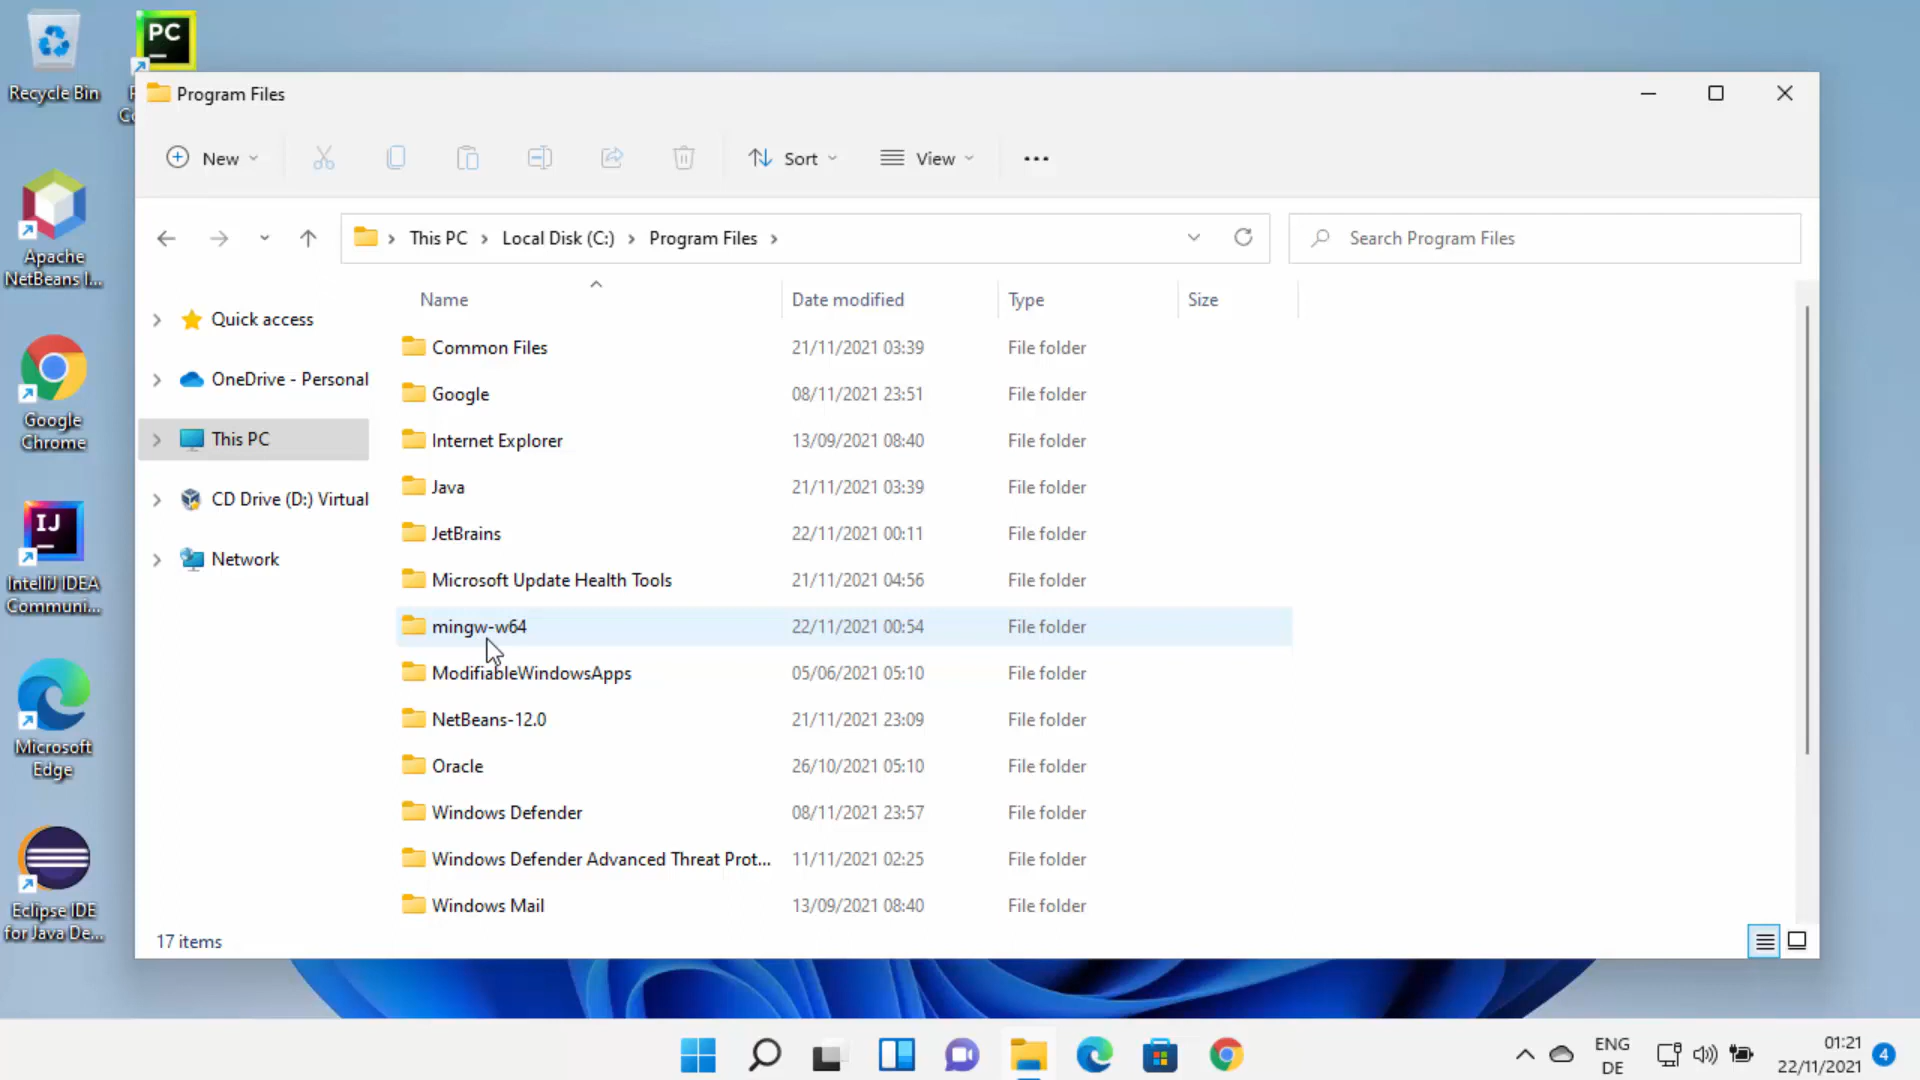 Recycle Bin
PC
Apache
NetBeans I...
Google
Chrome
IJ
IntelliJ IDEA
Communi...
Microsoft
Edge
Eclipse IDE
for Java De...
Program Files
New
Sort
View
This PC
Local Disk (C:)
Program Files
Search Program Files
Quick access
OneDrive - Personal
This PC
CD Drive (D:) Virtual
Network
Name Date modified Type Size
Common Files 21/11/2021 03:39 File folder
Google 08/11/2021 23:51 File folder
Internet Explorer 13/09/2021 08:40 File folder
Java 21/11/2021 03:39 File folder
JetBrains 22/11/2021 00:11 File folder
Microsoft Update Health Tools 21/11/2021 04:56 File folder
mingw-w64 22/11/2021 00:54 File folder
ModifiableWindowsApps 05/06/2021 05:10 File folder
NetBeans-12.0 21/11/2021 23:09 File folder
Oracle 26/10/2021 05:10 File folder
Windows Defender 08/11/2021 23:57 File folder
Windows Defender Advanced Threat Prot... 11/11/2021 02:25 File folder
Windows Mail 13/09/2021 08:40 File folder
17 items
ENG
DE
01:21
22/11/2021
4